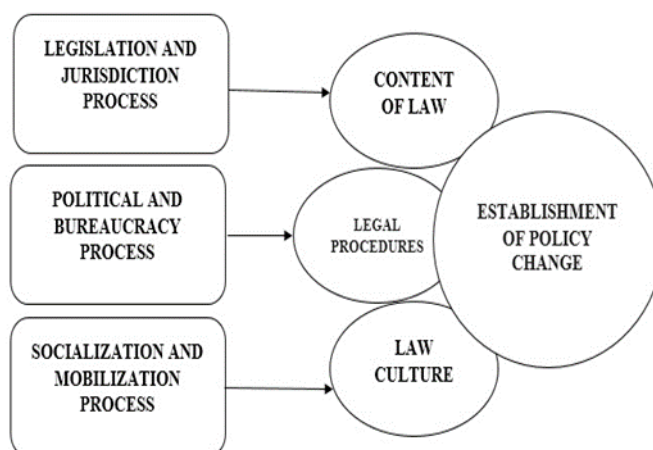 LEGISLATION AND
JURISDICTION
PROCESS
CONTENT
OF LAW
POLITICAL AND
BUREAUCRACY
PROCESS
LEGAL
PROCEDURES
ESTABLISHMENT
OF POLICY
CHANGE
SOCIALIZATION AND
MOBILIZATION
PROCESS
LAW
CULTURE